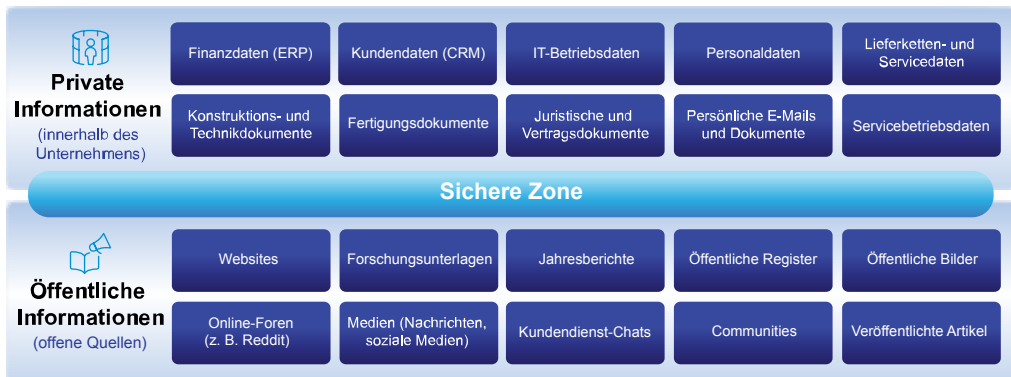 Private
Informationen
(innerhalb des
Unternehmens)
Finanzdaten (ERP)
Kundendaten (CRM)
IT-Betriebsdaten
Personaldaten
Lieferketten- und
Servicedaten
Konstruktions- und
Technikdokumente
Fertigungsdokumente
Juristische und
Vertragsdokumente
Persönliche E-Mails
und Dokumente
Servicebetriebsdaten
Sichere Zone
Öffentliche
Informationen
(offene Quellen)
Websites
Forschungsunterlagen
Jahresberichte
Öffentliche Register
Öffentliche Bilder
Online-Foren
(z. B. Reddit)
Medien (Nachrichten,
soziale Medien)
Kundendienst-Chats
Communities
Veröffentlichte Artikel